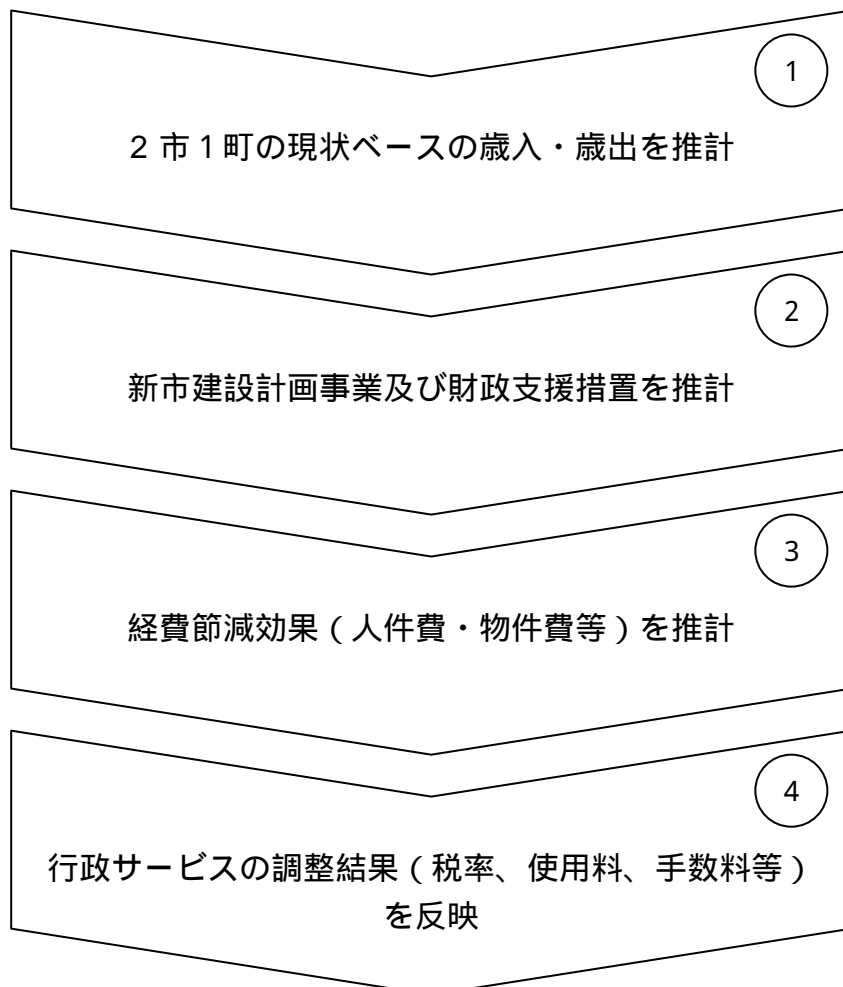 1
２市１町の現状ベースの歳入・歳出を推計
2
新市建設計画事業及び財政支援措置を推計
3
経費節減効果（人件費・物件費等）を推計
4
行政サービスの調整結果（税率、使用料、手数料等）
を反映